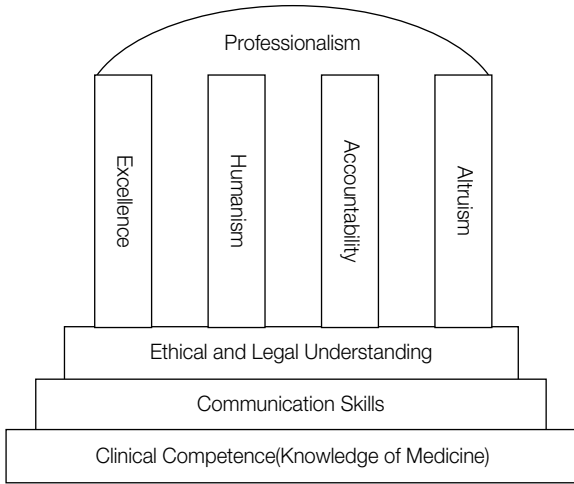 Professionalism
Excellence
Humanism
Accountability
Altruism
Ethical and Legal Understanding
Communication Skills
Clinical Competence(Knowledge of Medicine)